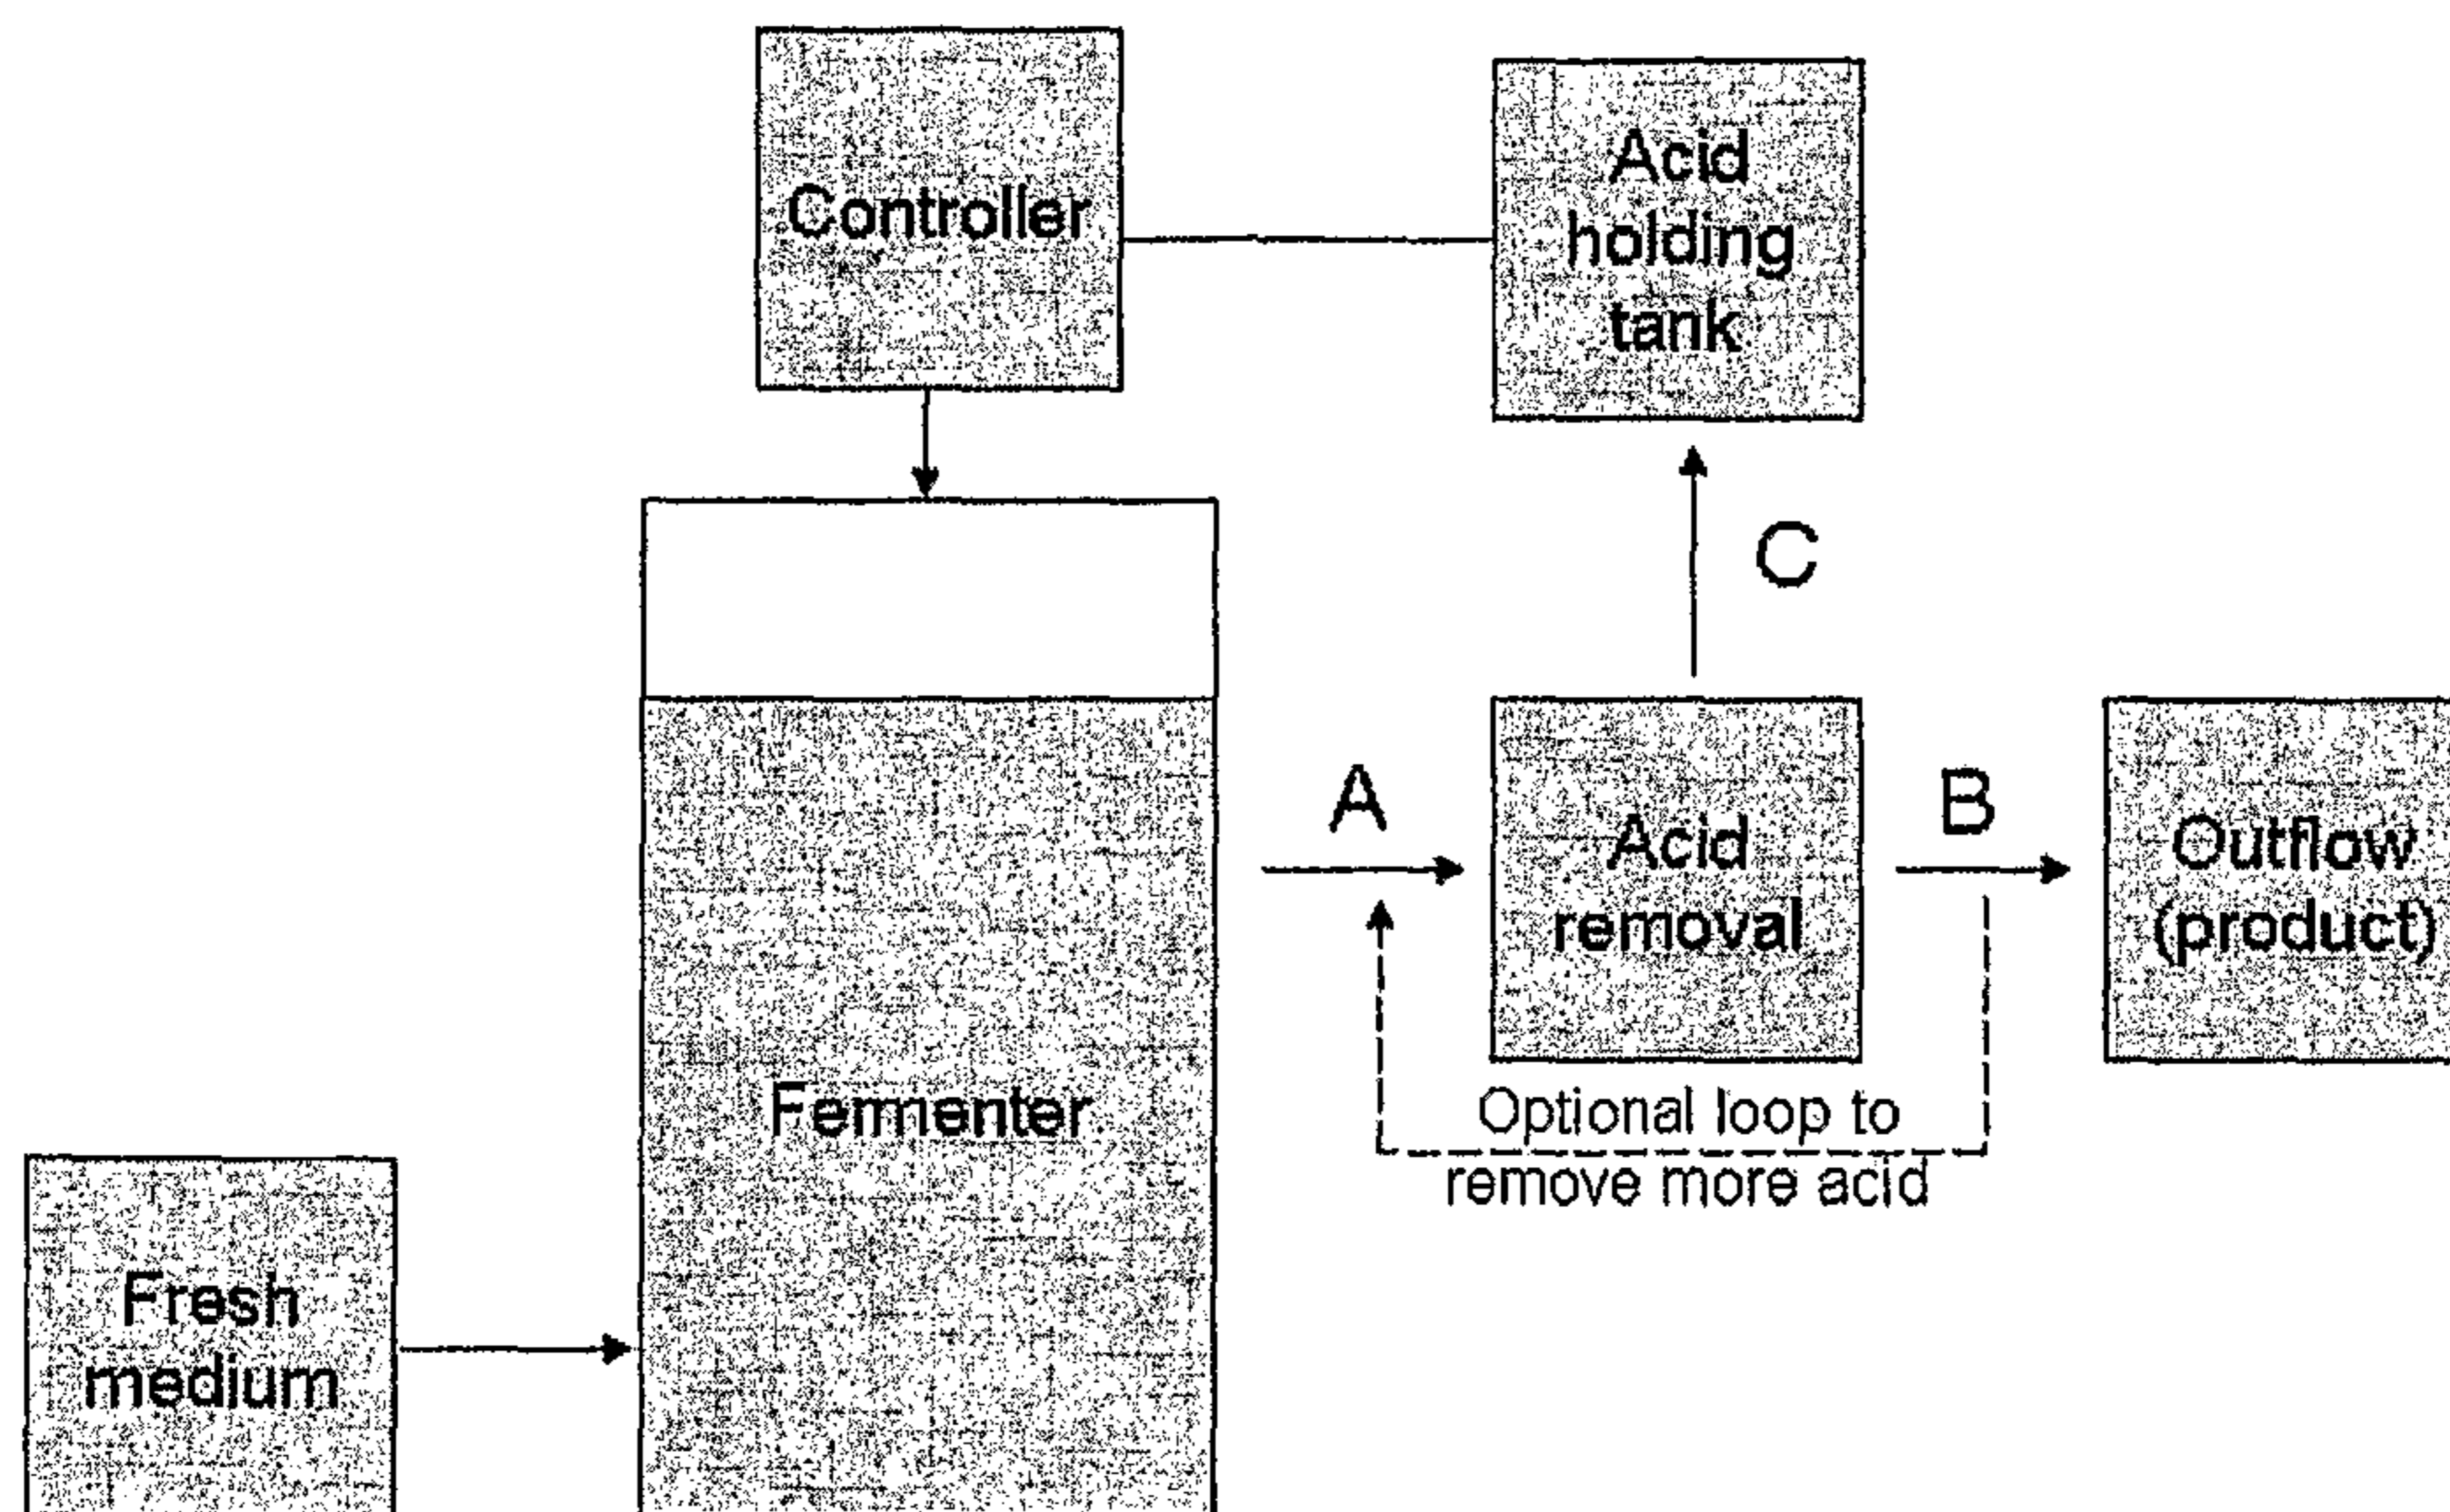 Controller
Acid
holding
tank
C
A
B
Acid
removal
Outflow
(product)
Optional loop to
remove more acid
Fermenter
Fresh
medium